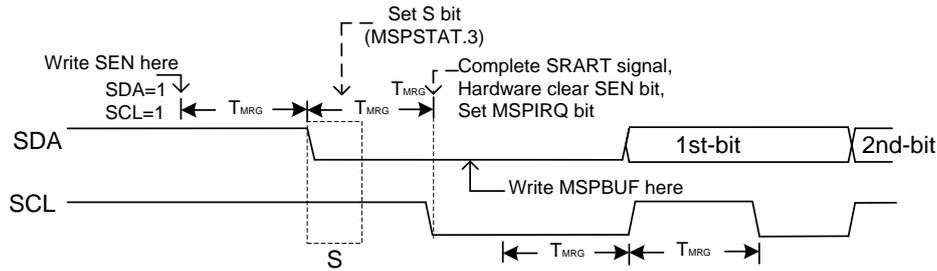 Set S bit
(MSPSTAT.3)
Write SEN here
SDA=1
SCL=1
TMRG
TMRG
TMRG
Complete SRART signal,
Hardware clear SEN bit,
Set MSPIRQ bit
SDA
1st-bit
2nd-bit
Write MSPBUF here
SCL
TMRG
TMRG
S